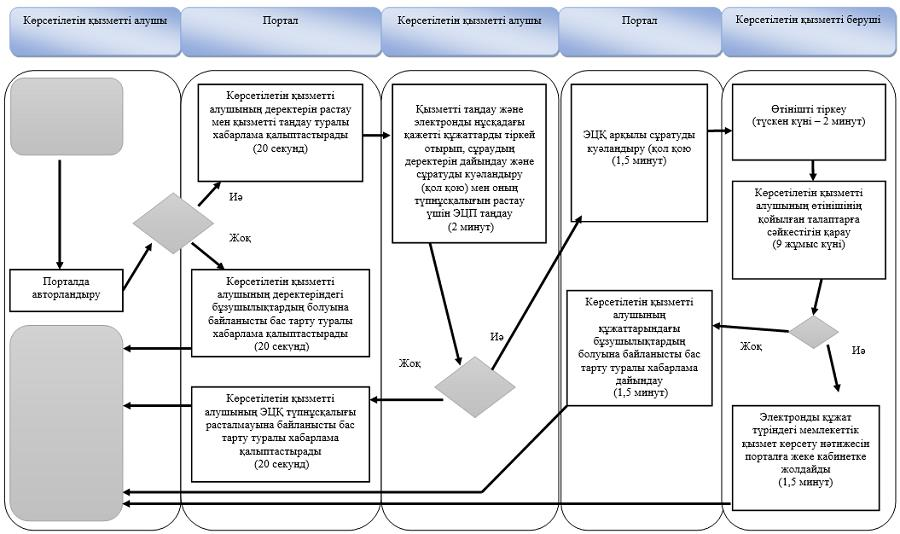 Көрсетілетін қызметті алушы
Портал
Көрсетілетін қызметті алушы
Портал
Көрсетілетін қызметті беруші
Порталда
авторландыру
Көрсетілетін қызметті
алушының деректерін растау
мен қызметті таңдау туралы
хабарлама қалыптастырады
(20 секунд)
Иә
Жоқ
Көрсетілетін қызметті
алушының деректеріндегі
бұзушылықтардың болуына
байланысты бас тарту туралы
хабарлама қалыптастырады
(20 секунд)
Көрсетілетін қызметті
алушының ЭЦҚ түпнұсқалығы
расталмауына байланысты бас
тарту туралы хабарлама
қалыптастырады
(20 секунд)
Қызметті таңдау және
электронды нұсқадағы
қажетті құжаттарды тіркей
отырып, сұраудың
деректерін дайындау және
сұратуды куәландыру
(қол қою) мен оның
түпнұсқалығын растау
үшін ЭЦП таңдау
(2 минут)
Жоқ
Иә
ЭЦҚ арқылы сұратуды
куәландыру (қол қою
(1,5 минут)
Көрсетілетін қызметті
алушының
құжаттарындағы
бұзушылықтардың
болуына байланысты бас
тарту туралы хабарлама
дайындау
(1,5 минут)
Өтінішті тіркеу
(түскен күні – 2 минут)
Көрсетілетін қызметті
алушының өтінішінің
қойылған талаптарға
сәйкестігін қарау
(9 жұмыс күні)
Жоқ
Иә
Электронды құжат
түріндегі мемлекеттік
қызмет көрсету нәтижесін
порталға жеке кабинетке
жолдайды
(1,5 минут)